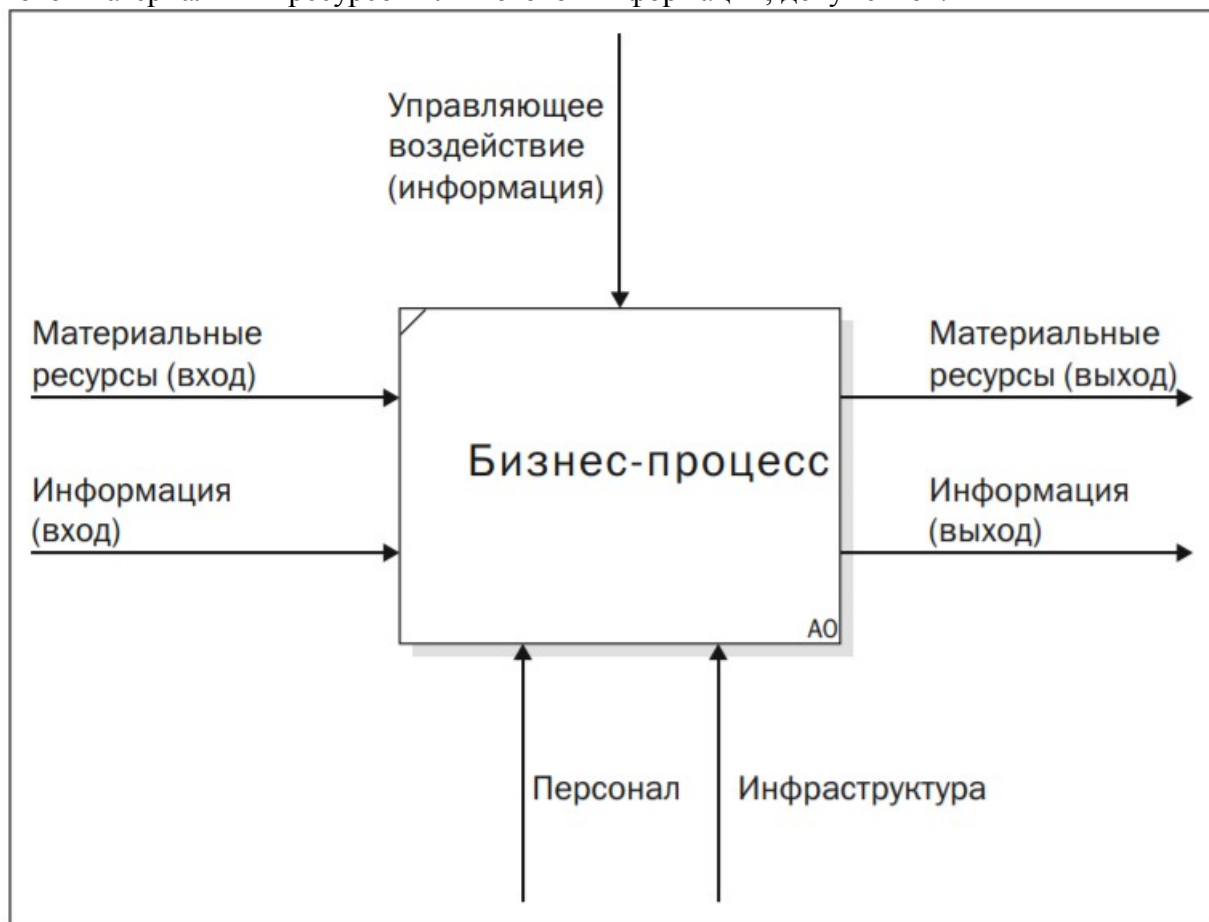 Управляющее
воздействие
(информация)
Материальные
ресурсы (вход)
Материальные
ресурсы (выход)
Бизнес-процесс
Информация
(вход)
Информация
(выход)
A0
Персонал
Инфраструктура